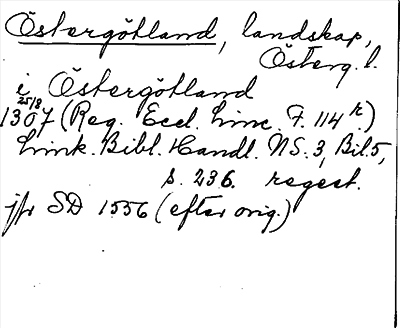 Östergötland, landskap,
Österg. l.
i Östergötland
25/8
1307 (Reg. Eccl. Linc. F. 114 r.)
Link. Bibl. Handl. NS. 3, Bil. 5,
s. 236. regest.
jfr SD 1556 (efter orig.)